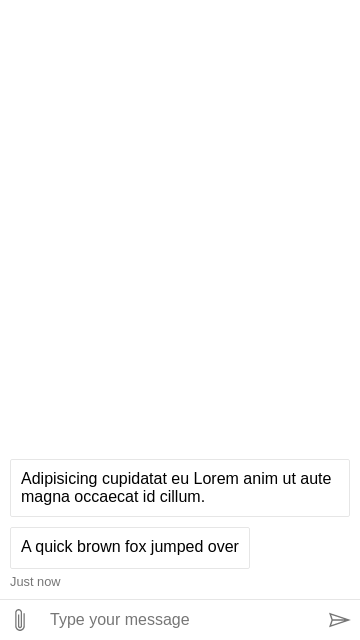 Adipisicing cupidatat eu Lorem anim ut aute
magna occaecat id cillum.
A quick brown fox jumped over
Just now
Type your message